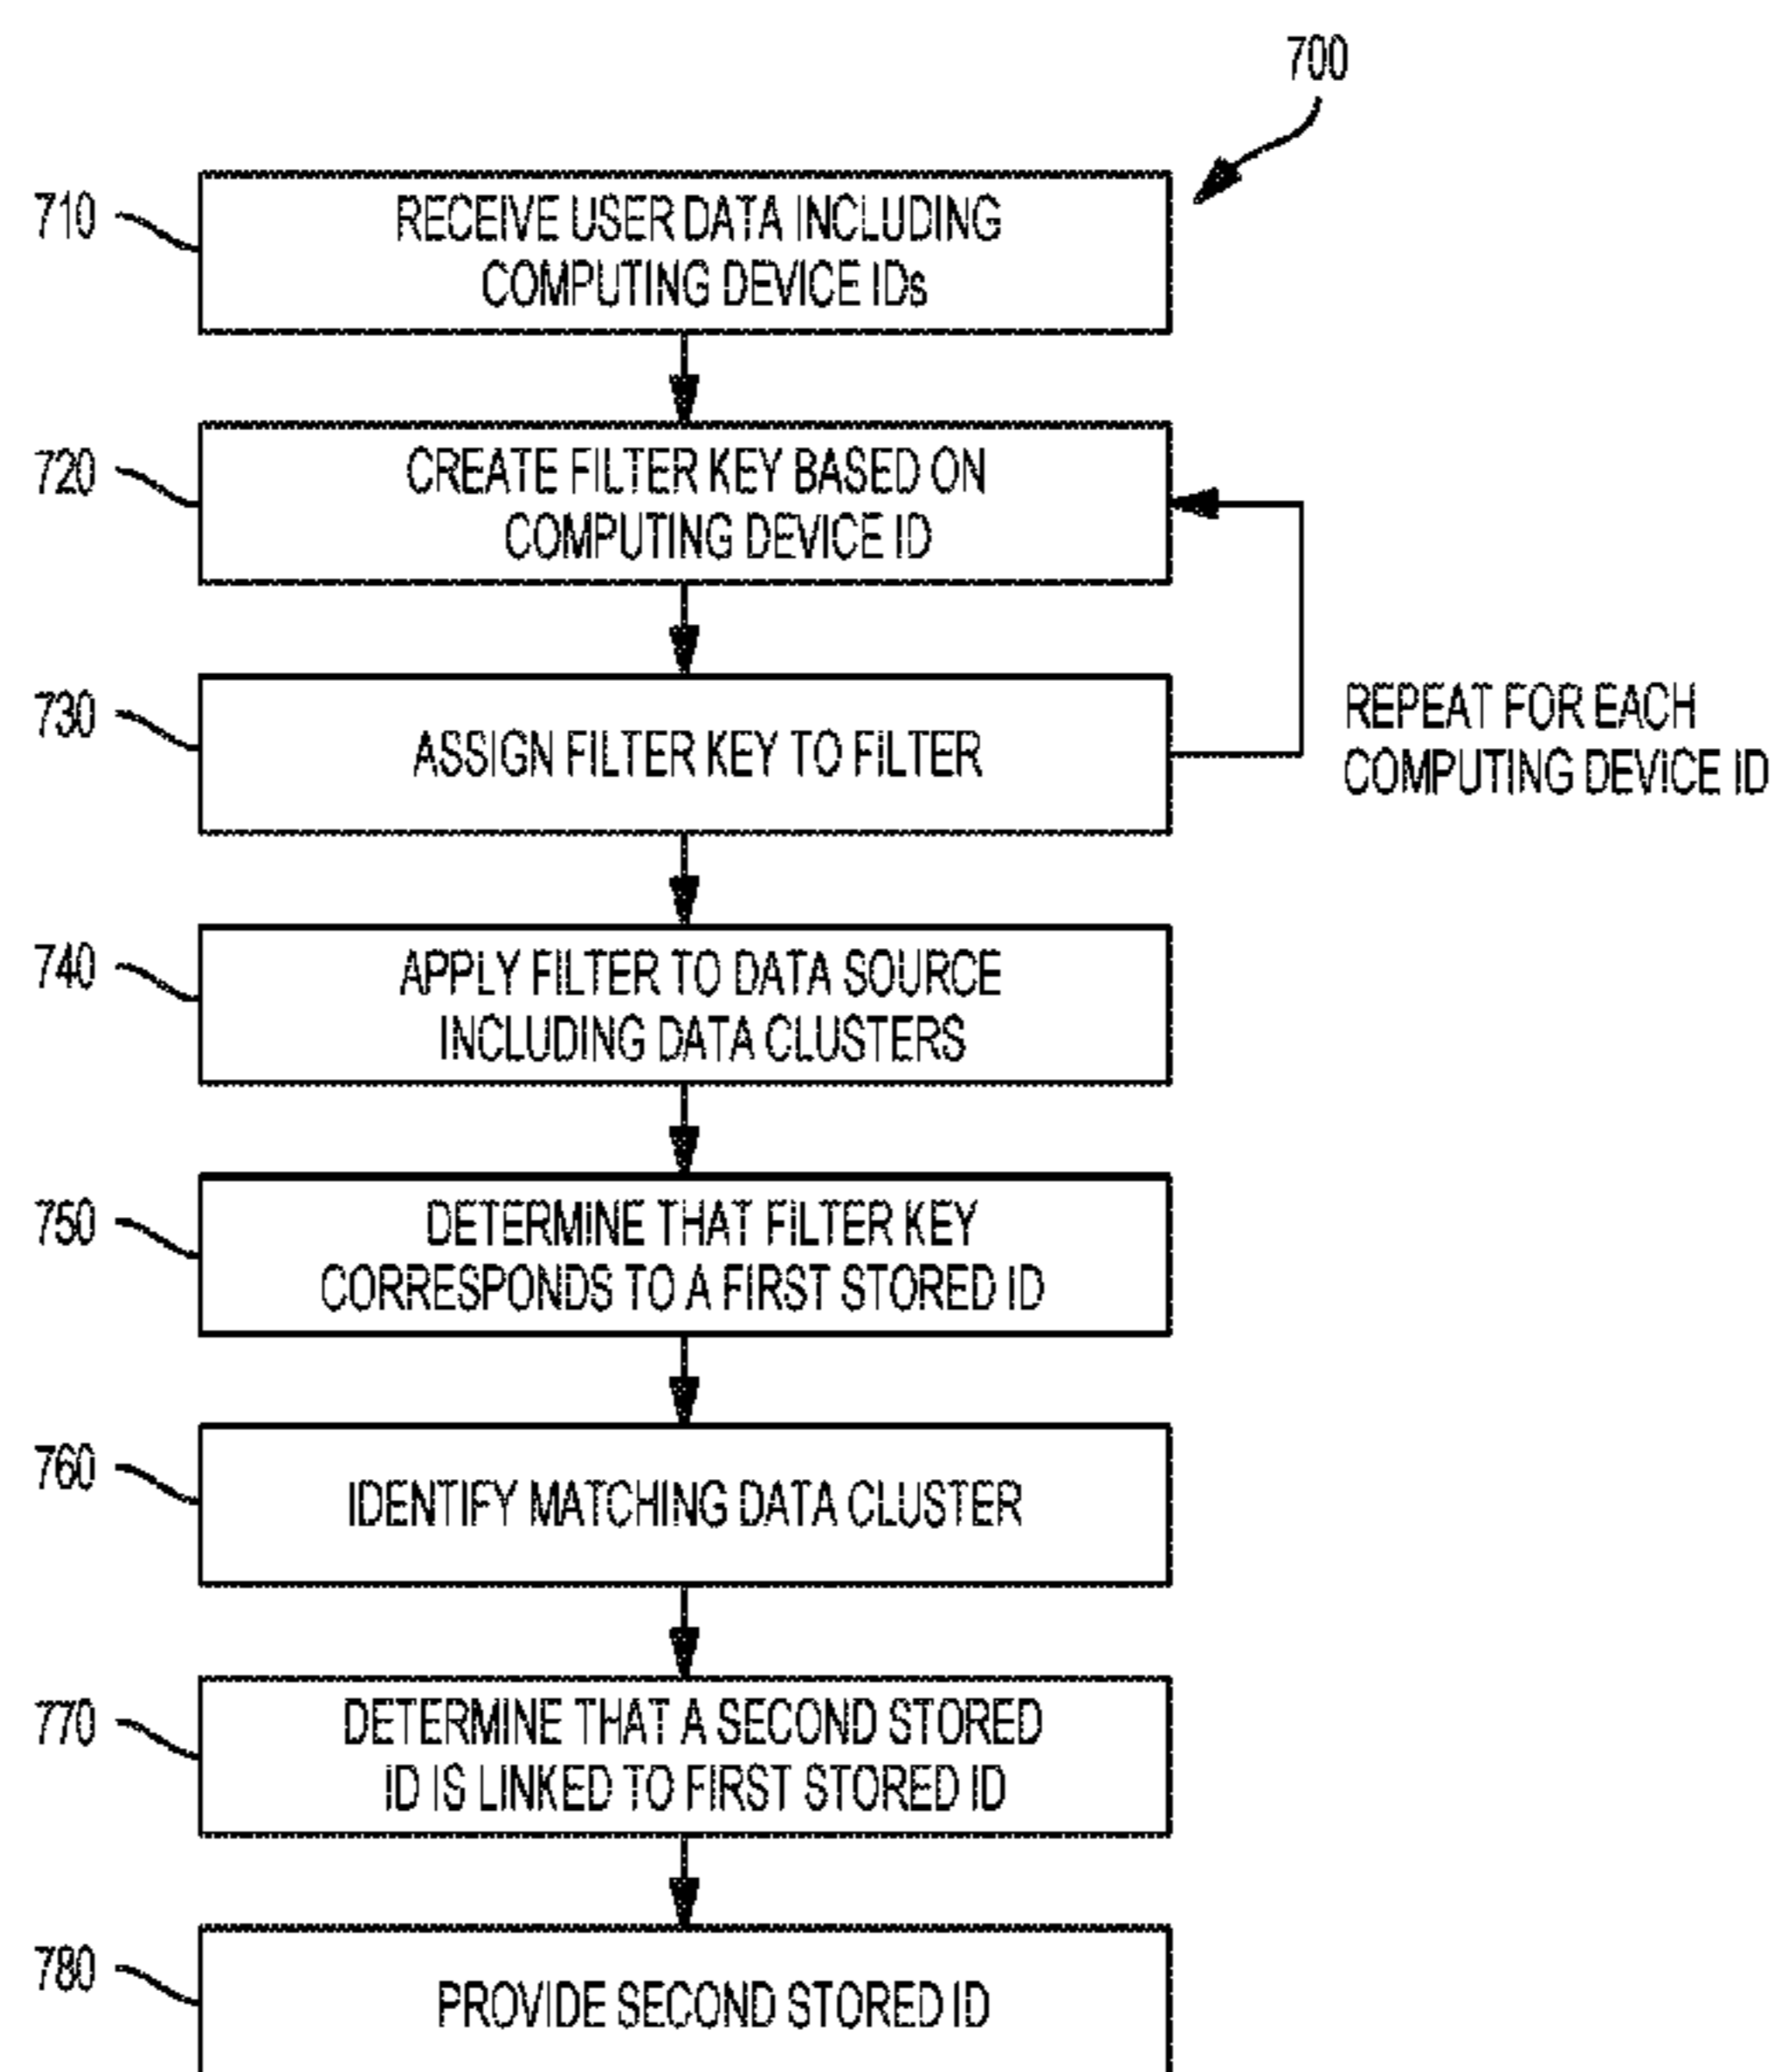 700
710
RECEIVE USER DATA INCLUDING
COMPUTING DEVICE IDs
720
CREATE FILTER KEY BASED ON
COMPUTING DEVICE ID
730
ASSIGN FILTER KEY TO FILTER
REPEAT FOR EACH
COMPUTING DEVICE ID
740
APPLY FILTER TO DATA SOURCE
INCLUDING DATA CLUSTERS
750
DETERMINE THAT FILTER KEY
CORRESPONDS TO A FIRST STORED ID
760
IDENTIFY MATCHING DATA CLUSTER
770
DETERMINE THAT A SECOND STORED
ID IS LINKED TO FIRST STORED ID
780
PROVIDE SECOND STORED ID